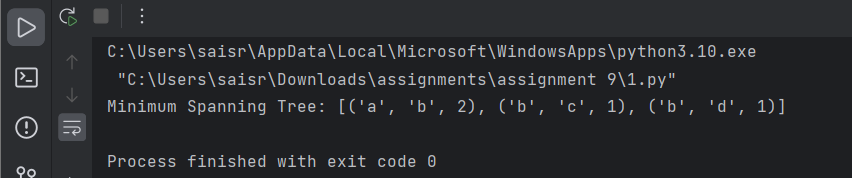 C:\Users\saisr\AppData\Local\Microsoft\WindowsApps\python3.10.exe
"C:\Users\saisr\Downloads\assignments\assignment 9\1.py"
Minimum Spanning Tree: [('a', 'b', 2), ('b', 'c', 1), ('b', 'd', 1)]
Process finished with exit code 0